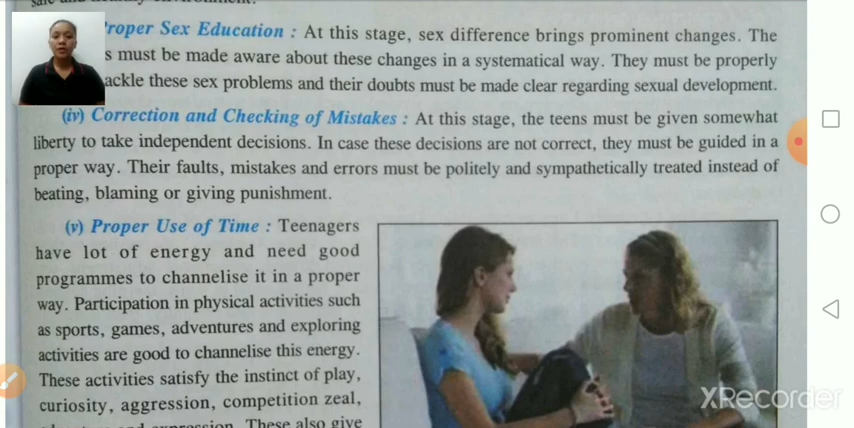 Proper Sex Education : At this stage, sex difference brings prominent changes. The
s must be made aware about these changes in a systematical way. They must be properly
ackle these sex problems and their doubts must be made clear regarding sexual development.
(iv) Correction and Checking of Mistakes : At this stage, the teens must be given somewhat
liberty to take independent decisions. In case these decisions are not correct, they must be guided in a
proper way. Their faults, mistakes and errors must be politely and sympathetically treated instead of
beating, blaming or giving punishment.
(v) Proper Use of Time : Teenagers
have lot of energy and need good
programmes to channelise it in a proper
way. Participation in physical activities such
as sports, games, adventures and exploring
activities are good to channelise this energy.
These activities satisfy the instinct of play,
curiosity, aggression, competition zeal,
These also give
XRecorder